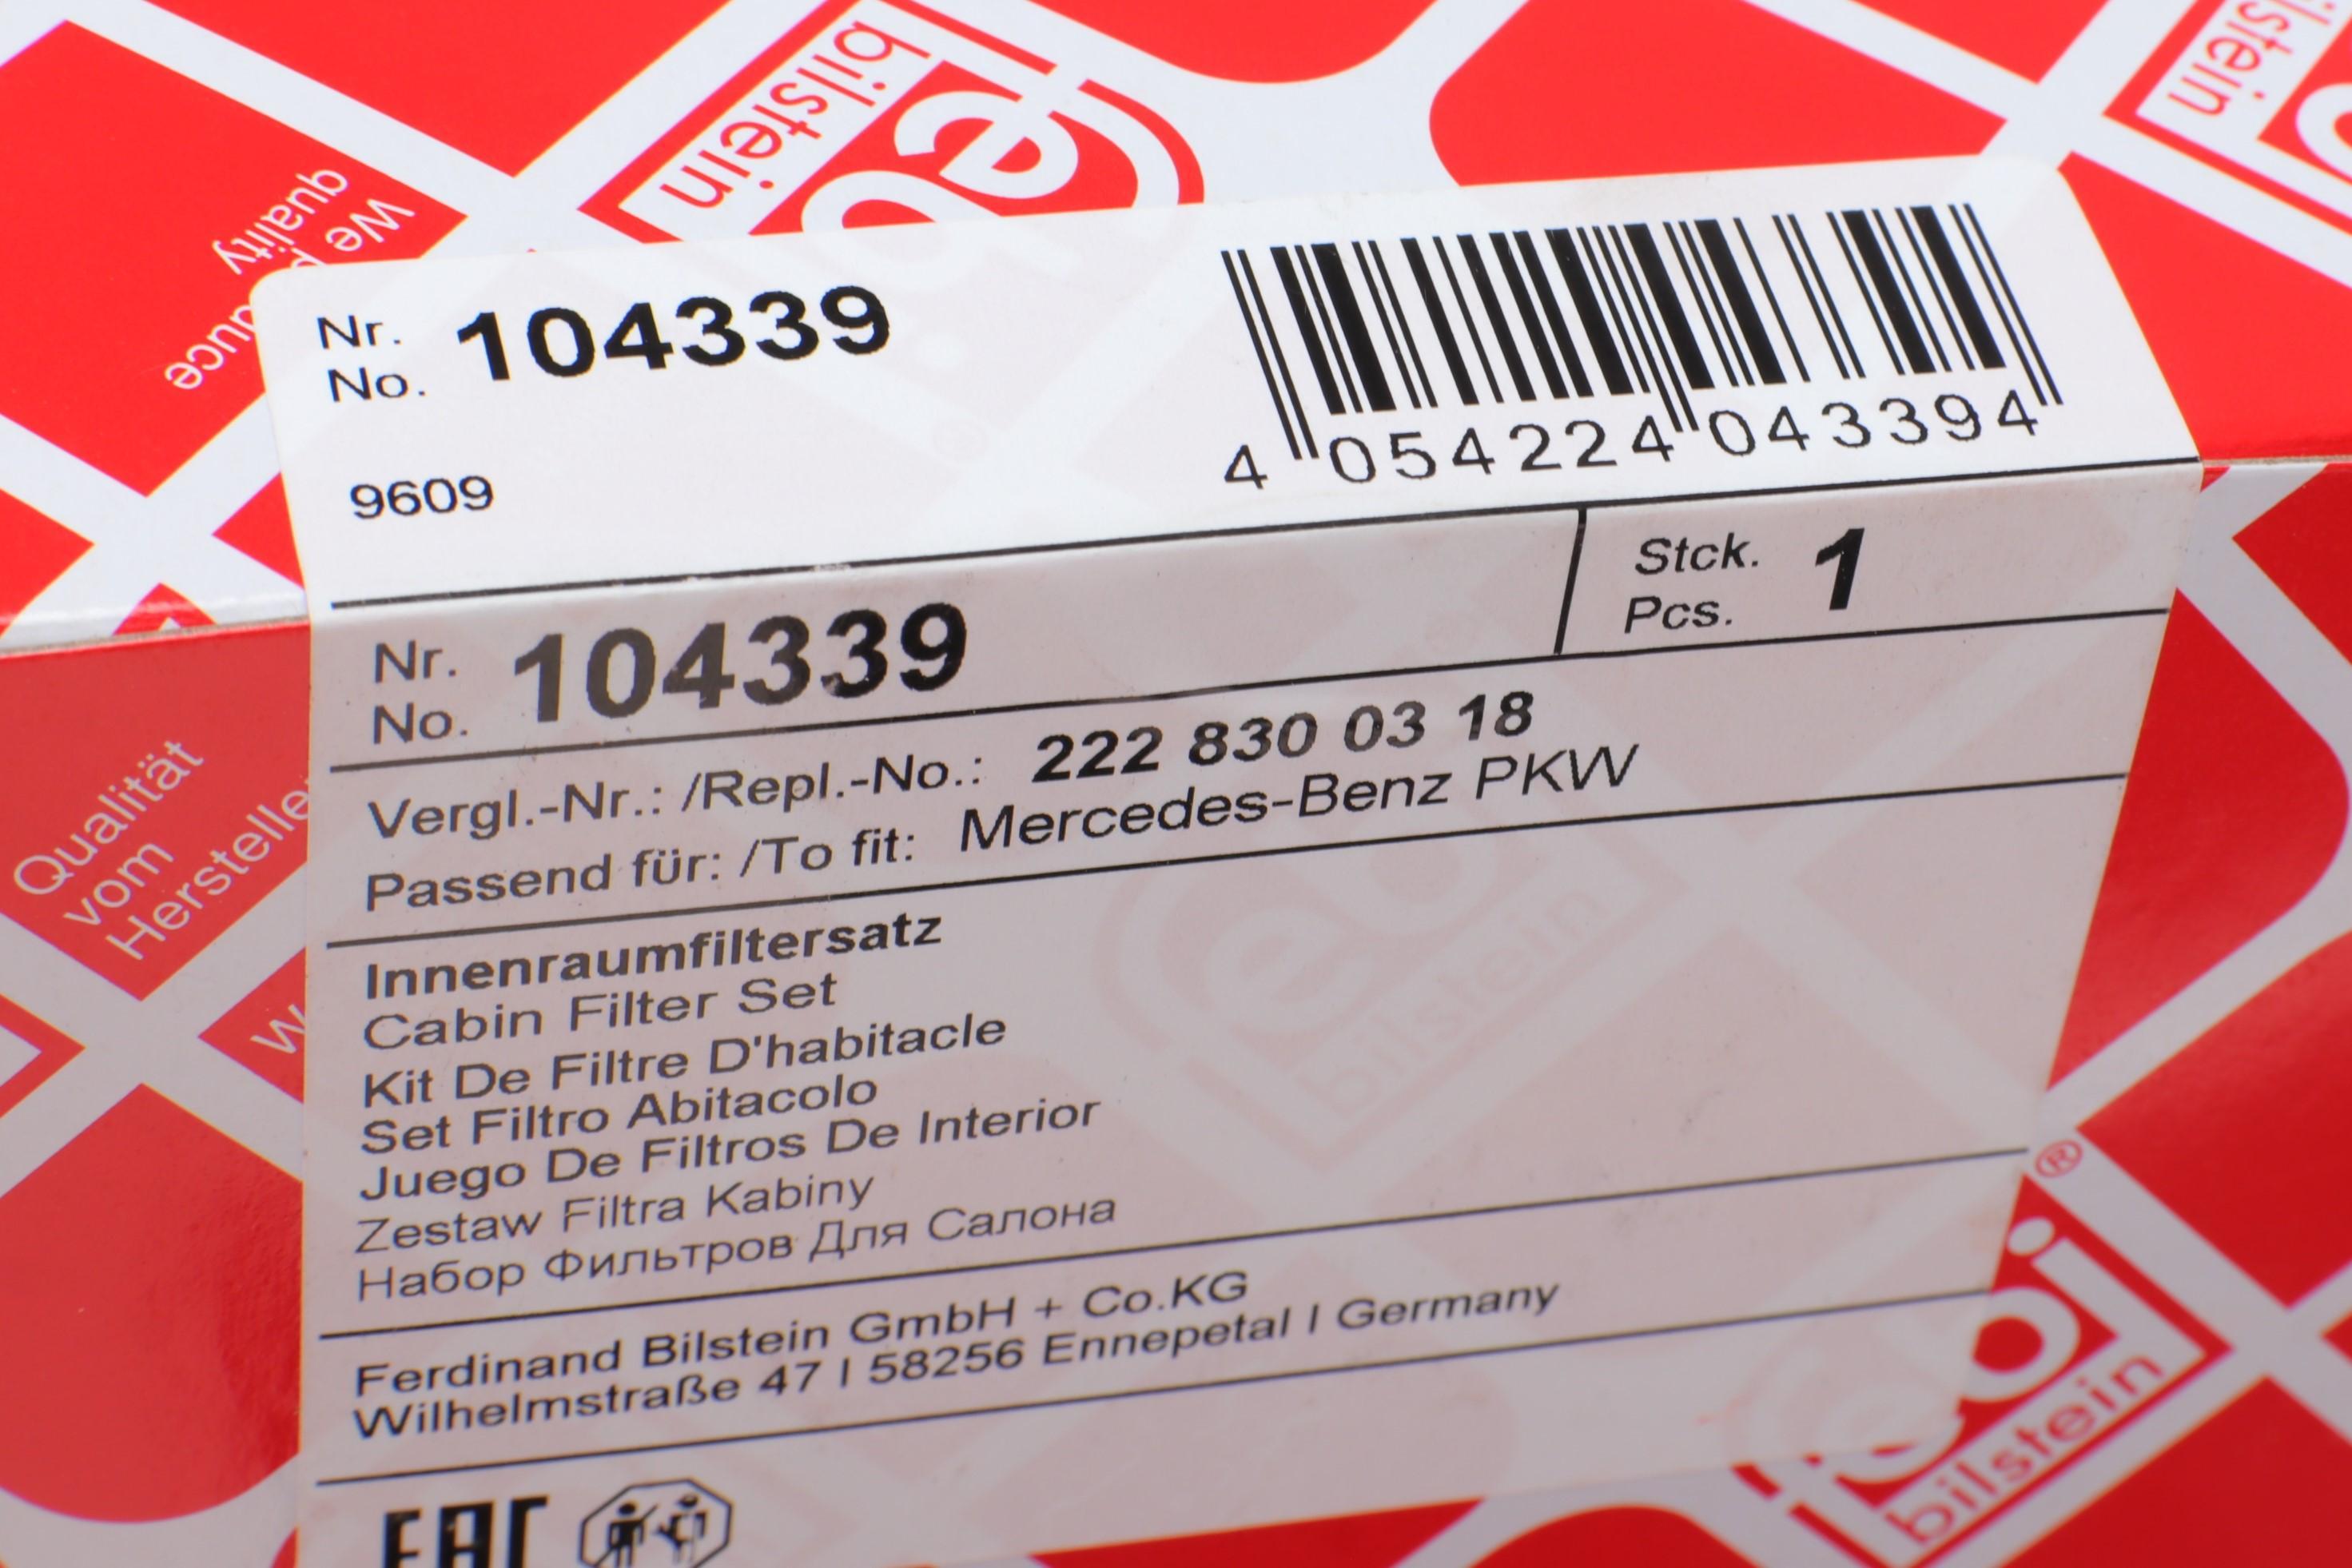 bilstein
stein
We
quality
Nr.
No. 104339
9609
4 054224 043394
Nr.
No. 104339
Stck.
Pcs. 1
Vergl.-Nr.: /Repl.-No.: 222 830 03 18
Passend für: /To fit: Mercedes-Benz PKW
Innenraumfiltersatz
Cabin Filter Set
Kit De Filtre D'habitacle
Set Filtro Abitacolo
Juego De Filtros De Interior
Zestaw Filtra Kabiny
Набор Фильтров Для Салона
Ferdinand Bilstein GmbH + Co.KG
Wilhelmstraße 47 I 58256 Ennepetal I Germany
EAC
Qualität
vom
Herstelle
bilstein
bilstein